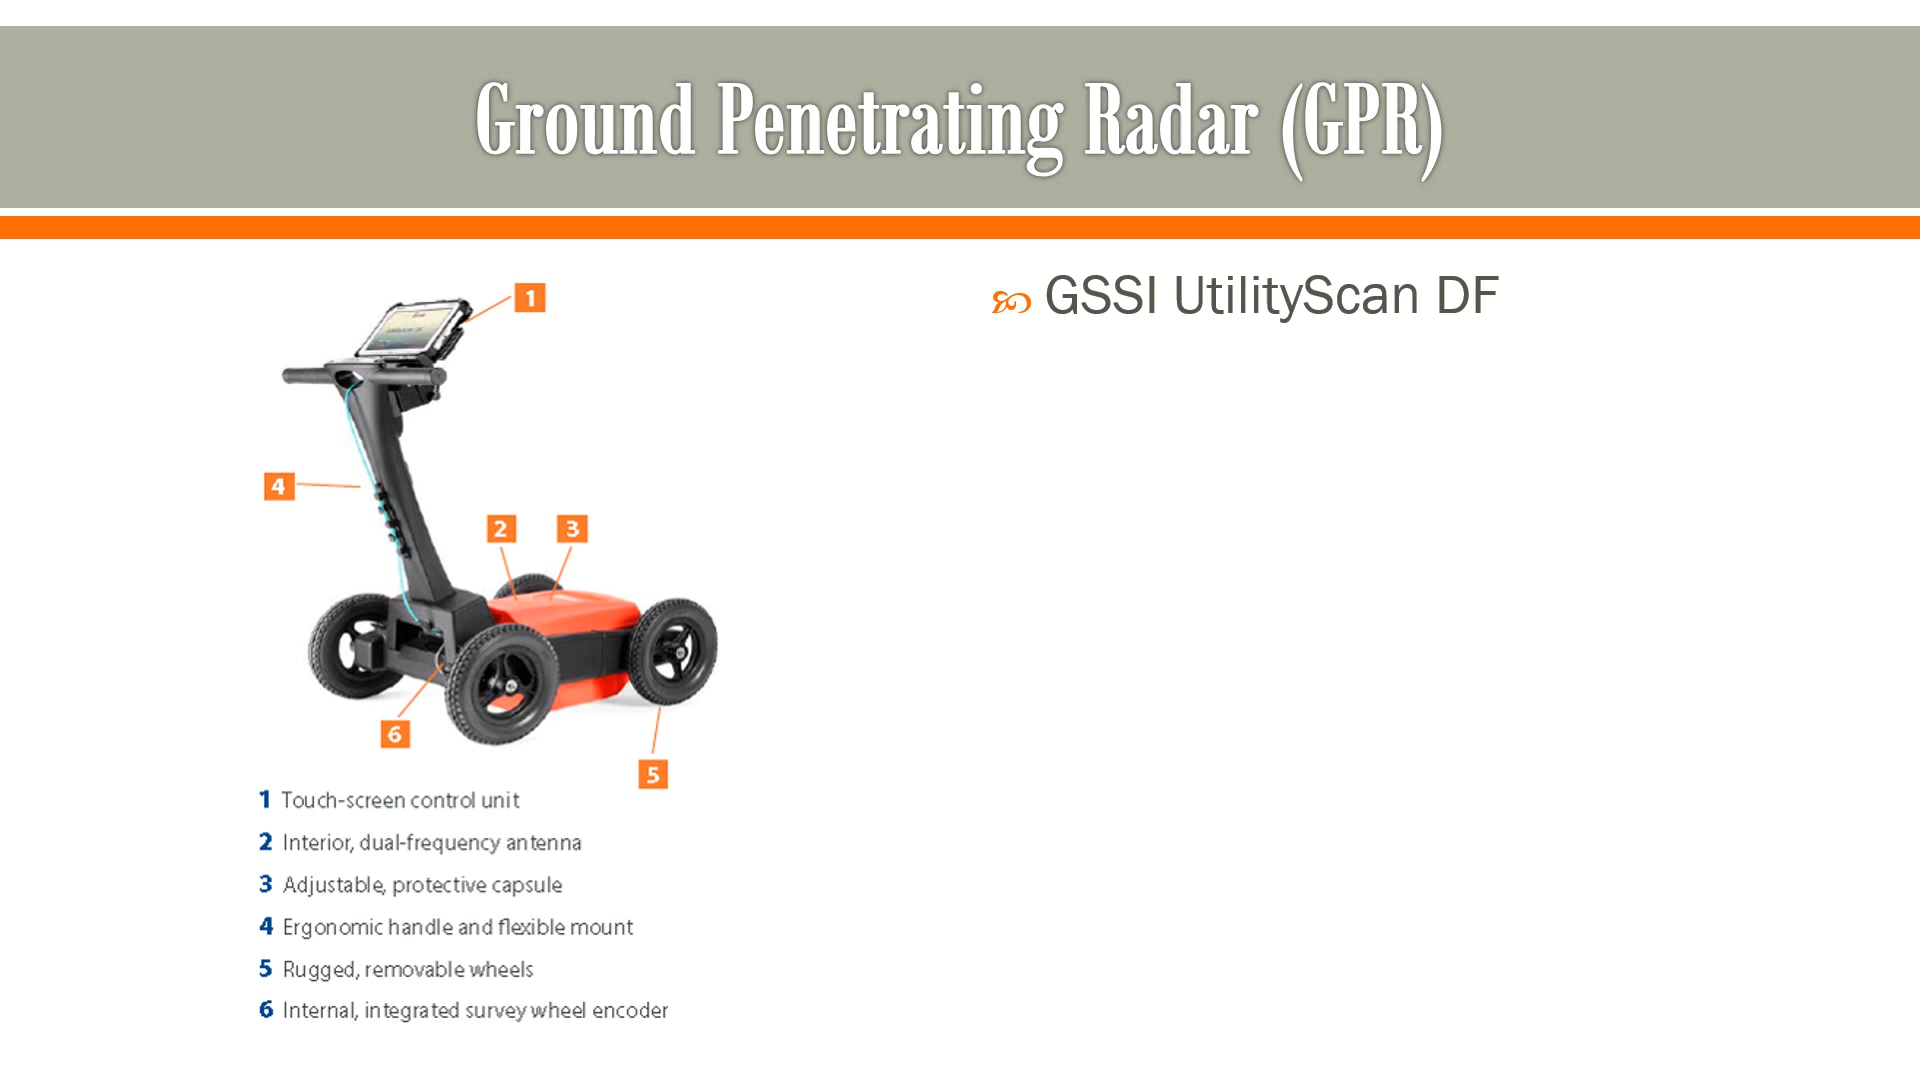 Ground Penetrating Radar (GPR)
GSSI UtilityScan DF
1
4
2 3
6
5
1 Touch-screen control unit
2 Interior, dual-frequency antenna
3 Adjustable, protective capsule
4 Ergonomic handle and flexible mount
5 Rugged, removable wheels
6 Internal, integrated survey wheel encoder